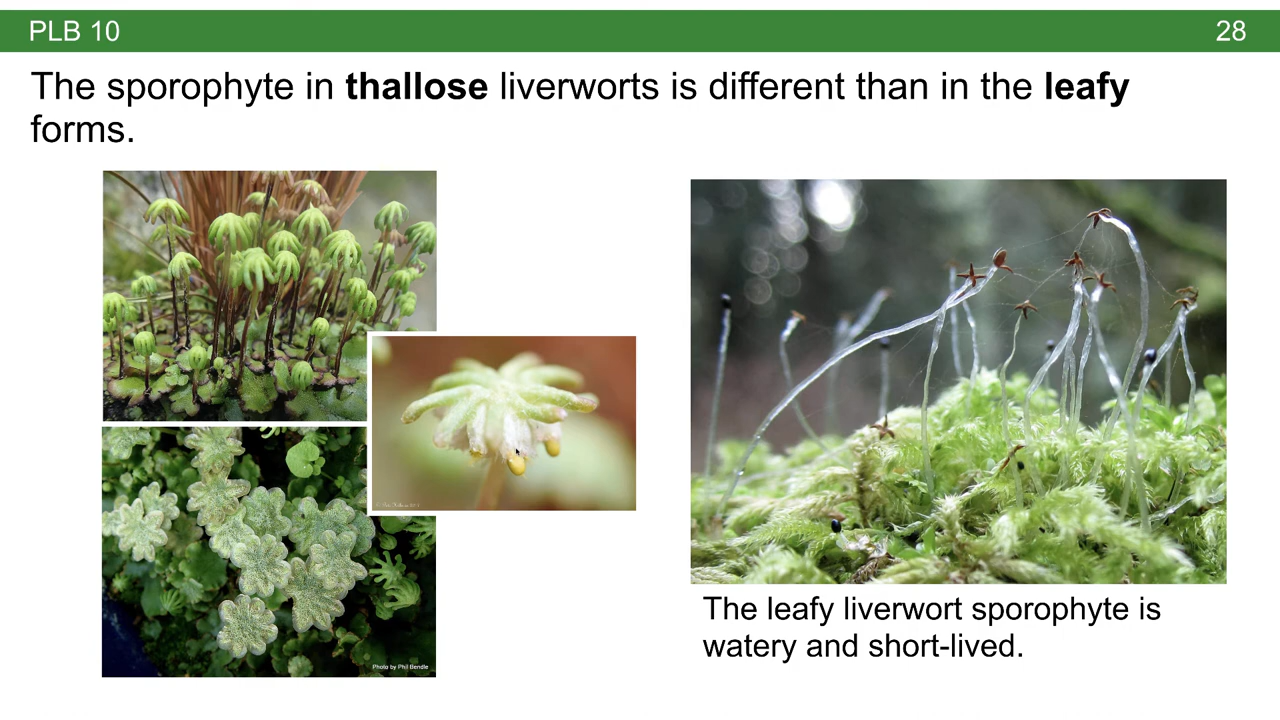 PLB 10
28
The sporophyte in thallose liverworts is different than in the leafy
forms.
Photo by Phil Bendle
The leafy liverwort sporophyte is
watery and short-lived.